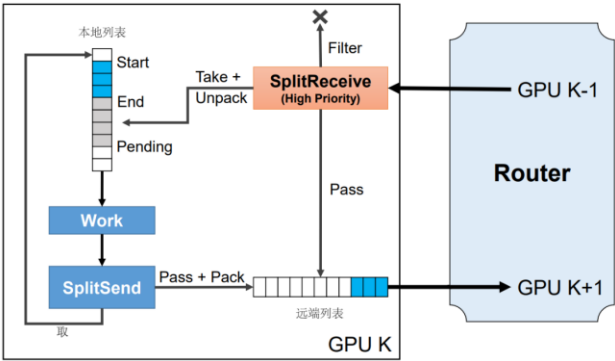 本地列表
Start
End
Pending
Take +
Unpack
Filter
SplitReceive
(High Priority)
GPU K-1
Router
Pass
Work
SplitSend
Pass + Pack
GPU K+1
远端列表
取
GPU K